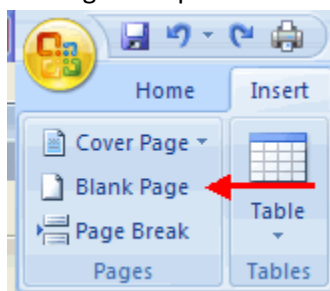 Home Insert
Cover Page
Blank Page
Page Break
Table
Pages Tables